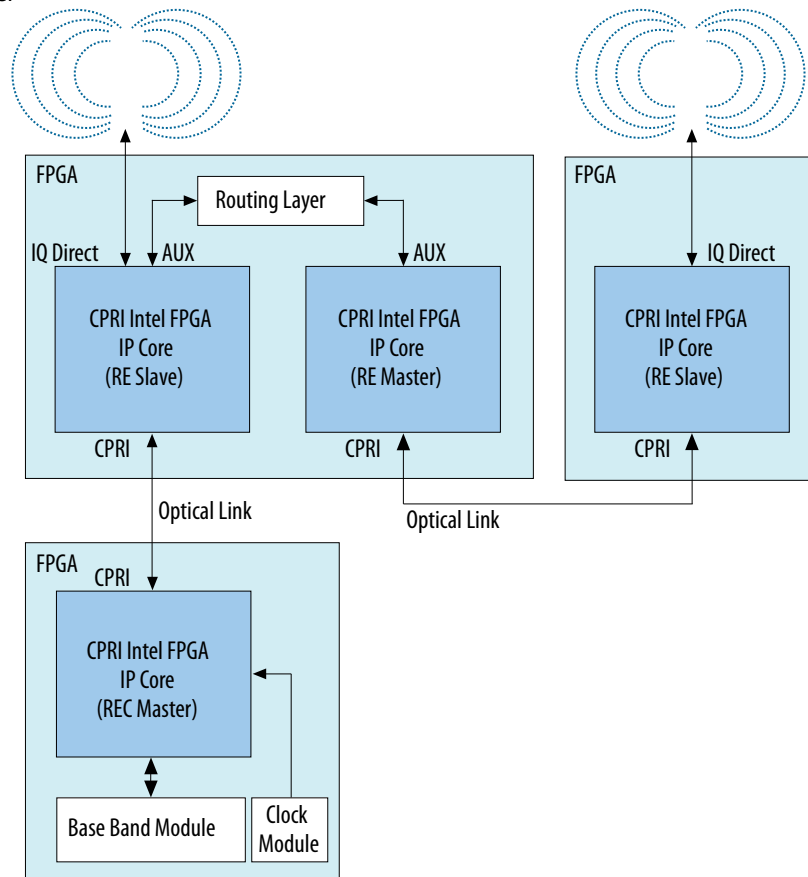 FPGA
Routing Layer
IQ Direct
AUX
AUX
CPRI Intel FPGA
IP Core
(RE Slave)
CPRI Intel FPGA
IP Core
(RE Master)
CPRI
CPRI
FPGA
IQ Direct
CPRI Intel FPGA
IP Core
(RE Slave)
CPRI
Optical Link
Optical Link
FPGA
CPRI
CPRI Intel FPGA
IP Core
(REC Master)
Base Band Module
Clock
Module